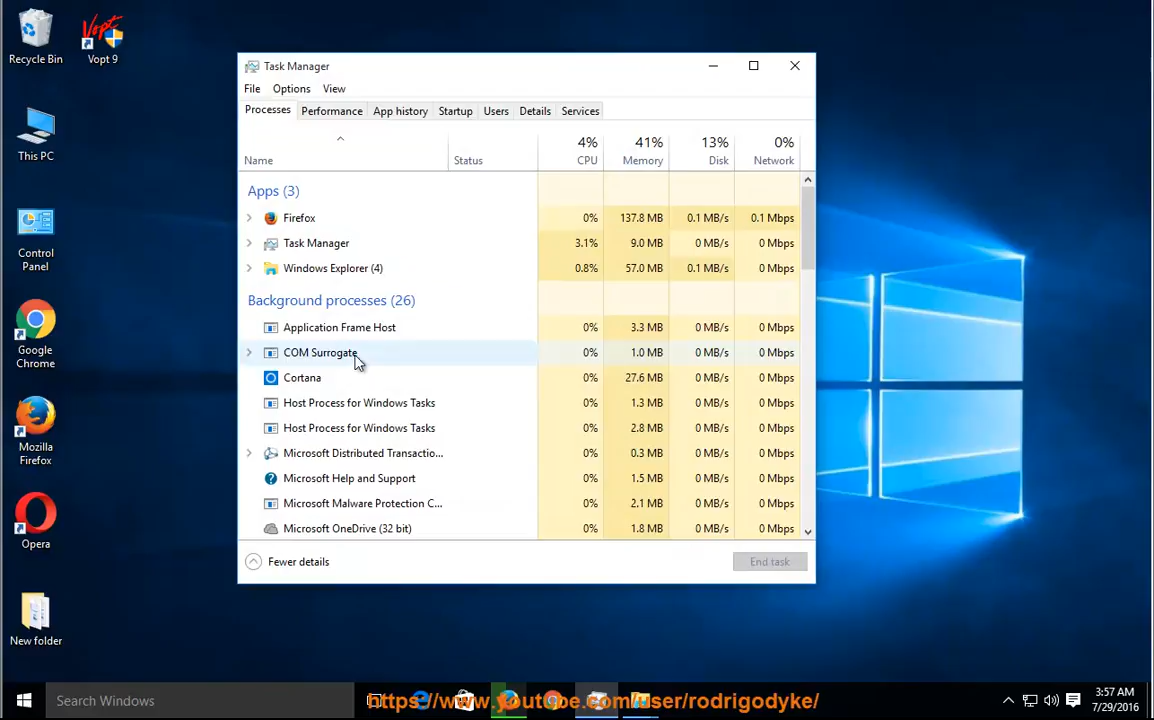 Recycle Bin
Vopt 9
This PC
Control
Panel
Google
Chrome
Mozilla
Firefox
Opera
New folder
Task Manager
File Options View
Processes Performance App history Startup Users Details Services
4% 41% 13% 0%
Name Status CPU Memory Disk Network
Apps (3)
Firefox 0% 137.8 MB 0.1 MB/s 0.1 Mbps
Task Manager 3.1% 9.0 MB 0 MB/s 0 Mbps
Windows Explorer (4) 0.8% 57.0 MB 0.1 MB/s 0 Mbps
Background processes (26)
Application Frame Host 0% 3.3 MB 0 MB/s 0 Mbps
COM Surrogate 0% 1.0 MB 0 MB/s 0 Mbps
Cortana 0% 27.6 MB 0 MB/s 0 Mbps
Host Process for Windows Tasks 0% 1.3 MB 0 MB/s 0 Mbps
Host Process for Windows Tasks 0% 2.8 MB 0 MB/s 0 Mbps
Microsoft Distributed Transactio... 0% 0.3 MB 0 MB/s 0 Mbps
Microsoft Help and Support 0% 1.5 MB 0 MB/s 0 Mbps
Microsoft Malware Protection C... 0% 2.1 MB 0 MB/s 0 Mbps
Microsoft OneDrive (32 bit) 0% 1.8 MB 0 MB/s 0 Mbps
Fewer details End task
Search Windows
https://www.youtube.com/user/rodrigodyke/
3:57 AM
7/29/2016